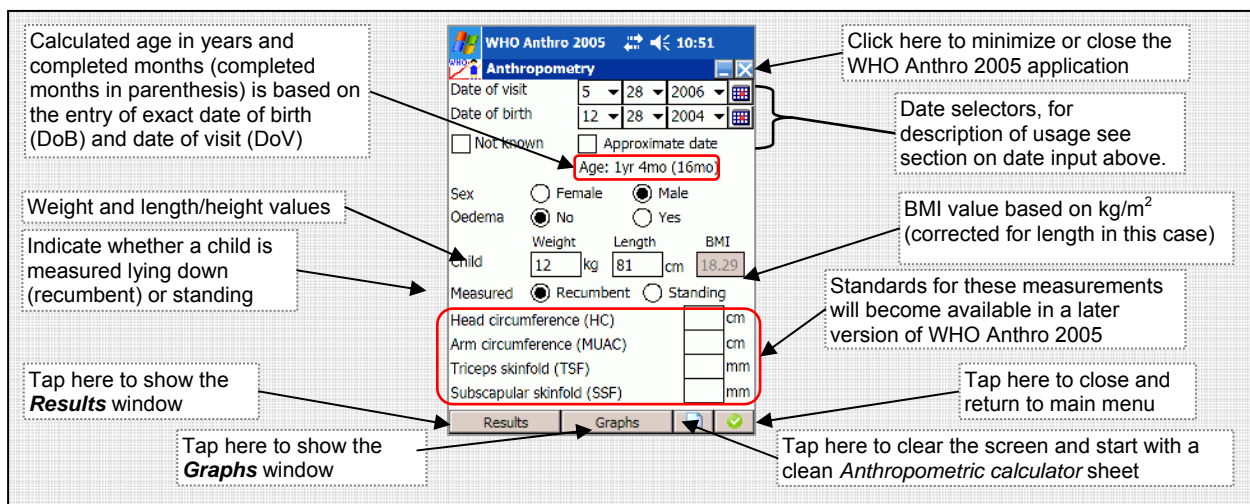 Calculated age in years and
completed months (completed
months in parenthesis) is based on
the entry of exact date of birth
(DoB) and date of visit (DoV)
Weight and length/height values
Indicate whether a child is
measured lying down
(recumbent) or standing
Tap here to show the
Results window
Tap here to show the
Graphs window
WHO Anthro 2005 10:51
WHO Anthropometry
Date of visit 5 28 2006
Date of birth 12 28 2004
Not known Approximate date
Age: 1yr 4mo (16mo)
Sex Female Male
Oedema No Yes
Weight Length BMI
Child 12 kg 81 cm 18.29
Measured Recumbent Standing
Head circumference (HC) cm
Arm circumference (MUAC) cm
Triceps skinfold (TSF) mm
Subscapular skinfold (SSF) mm
Results Graphs
Click here to minimize or close the
WHO Anthro 2005 application
Date selectors, for
description of usage see
section on date input above.
BMI value based on kg/m²
(corrected for length in this case)
Standards for these measurements
will become available in a later
version of WHO Anthro 2005
Tap here to close and
return to main menu
Tap here to clear the screen and start with a
clean Anthropometric calculator sheet